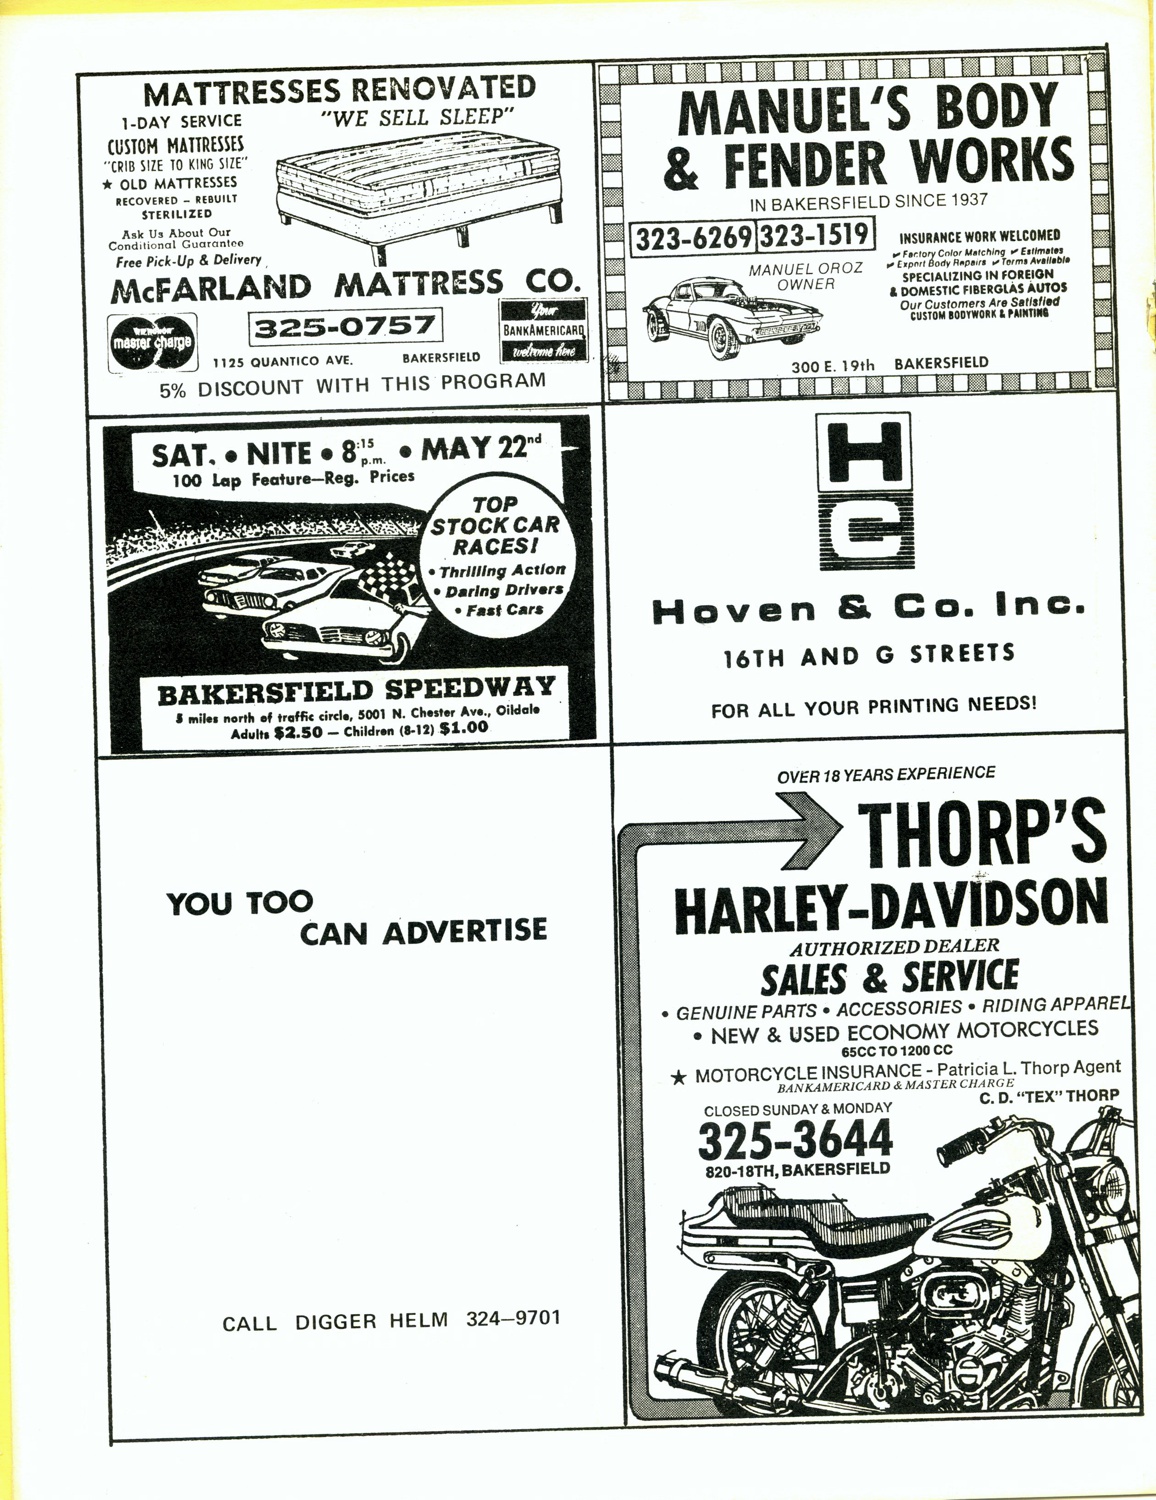 MATTRESSES RENOVATED
"WE SELL SLEEP"
1-DAY SERVICE
CUSTOM MATTRESSES
"CRIB SIZE TO KING SIZE"
★ OLD MATTRESSES
RECOVERED – REBUILT
STERILIZED
Ask Us About Our
Conditional Guarantee
Free Pick-Up & Delivery
McFARLAND MATTRESS CO.
master charge
325-0757
Your
BANKAMERICARD
welcome here
1125 QUANTICO AVE. BAKERSFIELD
5% DISCOUNT WITH THIS PROGRAM
MANUEL'S BODY
& FENDER WORKS
IN BAKERSFIELD SINCE 1937
323-6269 323-1519
MANUEL OROZ
OWNER
INSURANCE WORK WELCOMED
✓ Factory Color Matching ✓ Estimates
✓ Expert Body Repairs ✓ Terms Available
SPECIALIZING IN FOREIGN
& DOMESTIC FIBERGLAS AUTOS
Our Customers Are Satisfied
CUSTOM BODYWORK & PAINTING
300 E. 19th BAKERSFIELD
SAT. • NITE • 8:15 p.m. • MAY 22nd
100 Lap Feature—Reg. Prices
TOP
STOCK CAR
RACES!
• Thrilling Action
• Daring Drivers
• Fast Cars
BAKERSFIELD SPEEDWAY
5 miles north of traffic circle, 5001 N. Chester Ave., Oildale
Adults $2.50 — Children (8-12) $1.00
H
C
Hoven & Co. Inc.
16TH AND G STREETS
FOR ALL YOUR PRINTING NEEDS!
YOU TOO
CAN ADVERTISE
CALL DIGGER HELM 324–9701
OVER 18 YEARS EXPERIENCE
THORP'S
HARLEY-DAVIDSON
AUTHORIZED DEALER
SALES & SERVICE
• GENUINE PARTS • ACCESSORIES • RIDING APPAREL
• NEW & USED ECONOMY MOTORCYCLES
65CC TO 1200 CC
★ MOTORCYCLE INSURANCE - Patricia L. Thorp Agent
BANKAMERICARD & MASTER CHARGE
C. D. "TEX" THORP
CLOSED SUNDAY & MONDAY
325-3644
820-18TH, BAKERSFIELD